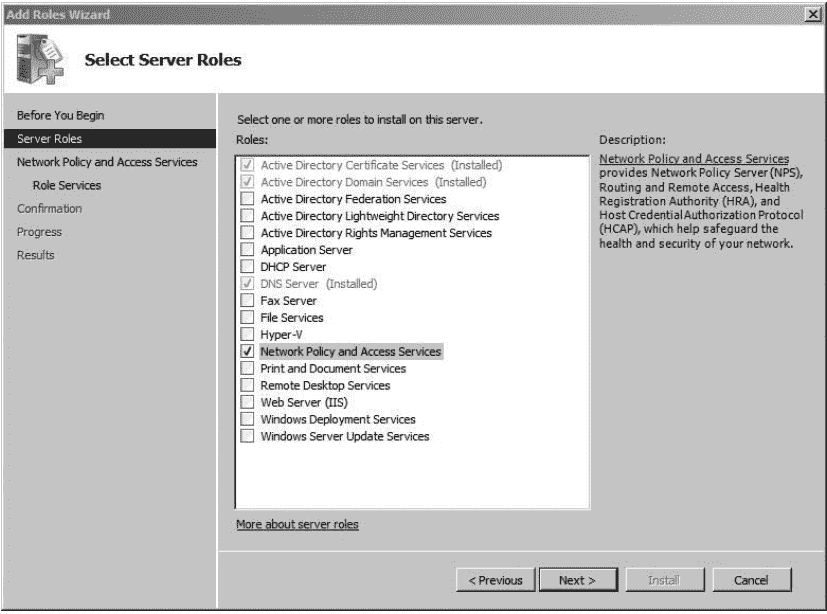 Add Roles Wizard
Select Server Roles
Before You Begin
Server Roles
Network Policy and Access Services
Role Services
Confirmation
Progress
Results
Select one or more roles to install on this server.
Roles:
Active Directory Certificate Services (Installed)
Active Directory Domain Services (Installed)
Active Directory Federation Services
Active Directory Lightweight Directory Services
Active Directory Rights Management Services
Application Server
DHCP Server
DNS Server (Installed)
Fax Server
File Services
Hyper-V
Network Policy and Access Services
Print and Document Services
Remote Desktop Services
Web Server (IIS)
Windows Deployment Services
Windows Server Update Services
More about server roles
Description:
Network Policy and Access Services
provides Network Policy Server (NPS),
Routing and Remote Access, Health
Registration Authority (HRA), and
Host Credential Authorization Protocol
(HCAP), which help safeguard the
health and security of your network.
< Previous
Next >
Install
Cancel